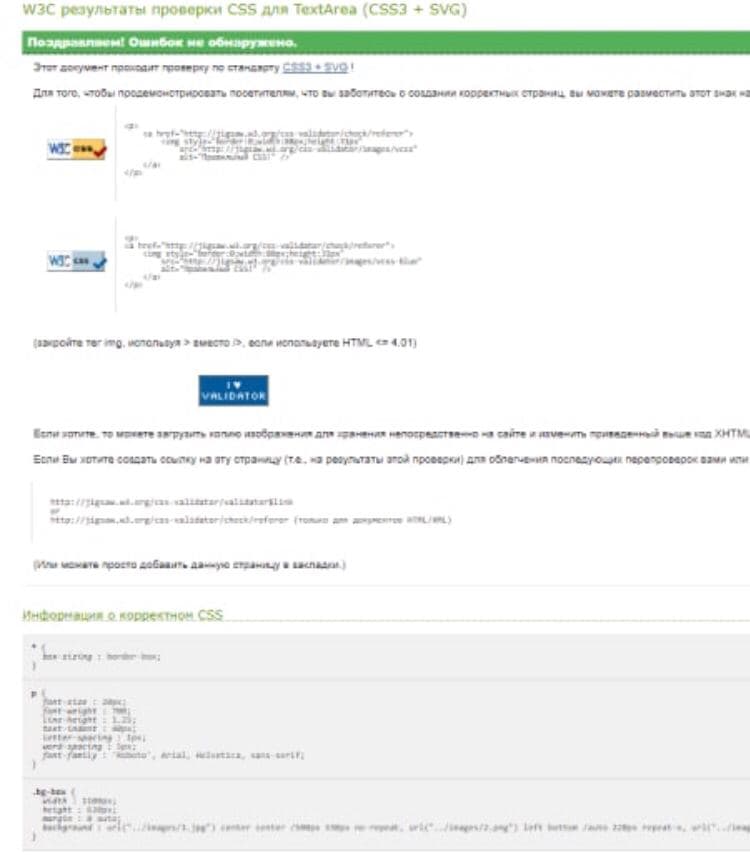 W3C результаты проверки CSS для TextArea (CSS3 + SVG)
Поздравляем! Ошибок не обнаружено.
Этот документ проходит проверку по стандарту CSS3 + SVG !
Для того, чтобы продемонстрировать посетителям, что вы заботитесь о создании корректных страниц, вы можете разместить этот знак на
W3C CSS
<p>
<a href="http://jigsaw.w3.org/css-validator/check/referer">
<img style="border:0;width:88px;height:31px"
src="http://jigsaw.w3.org/css-validator/images/vcss"
alt="Правильный CSS!" />
</a>
</p>
W3C CSS
<p>
<a href="http://jigsaw.w3.org/css-validator/check/referer">
<img style="border:0;width:88px;height:31px"
src="http://jigsaw.w3.org/css-validator/images/vcss-blue"
alt="Правильный CSS!" />
</a>
</p>
(закройте тег img, используя > вместо />, если используете HTML <= 4.01)
I ♥
VALIDATOR
Если хотите, то можете загрузить копию изображения для хранения непосредственно на сайте и изменить приведенный выше код XHTML
Если Вы хотите создать ссылку на эту страницу (т.е., на результаты этой проверки) для облегчения последующих перепроверок вами или
http://jigsaw.w3.org/css-validator/validator$link
or
http://jigsaw.w3.org/css-validator/check/referer (только для документов HTML/XML)
(Или можете просто добавить данную страницу в закладки.)
Информация о корректном CSS
* {
box-sizing : border-box;
}
p {
font-size : 20px;
font-weight : 700;
line-height : 1.25;
text-indent : 40px;
letter-spacing : 1px;
word-spacing : 5px;
font-family : 'Roboto', Arial, Helvetica, sans-serif;
}
.bg-box {
width : 1100px;
height : 620px;
margin : 0 auto;
background : url("../images/1.jpg") center center /500px 330px no-repeat, url("../images/2.png") left bottom /auto 220px repeat-x, url("../imag
}